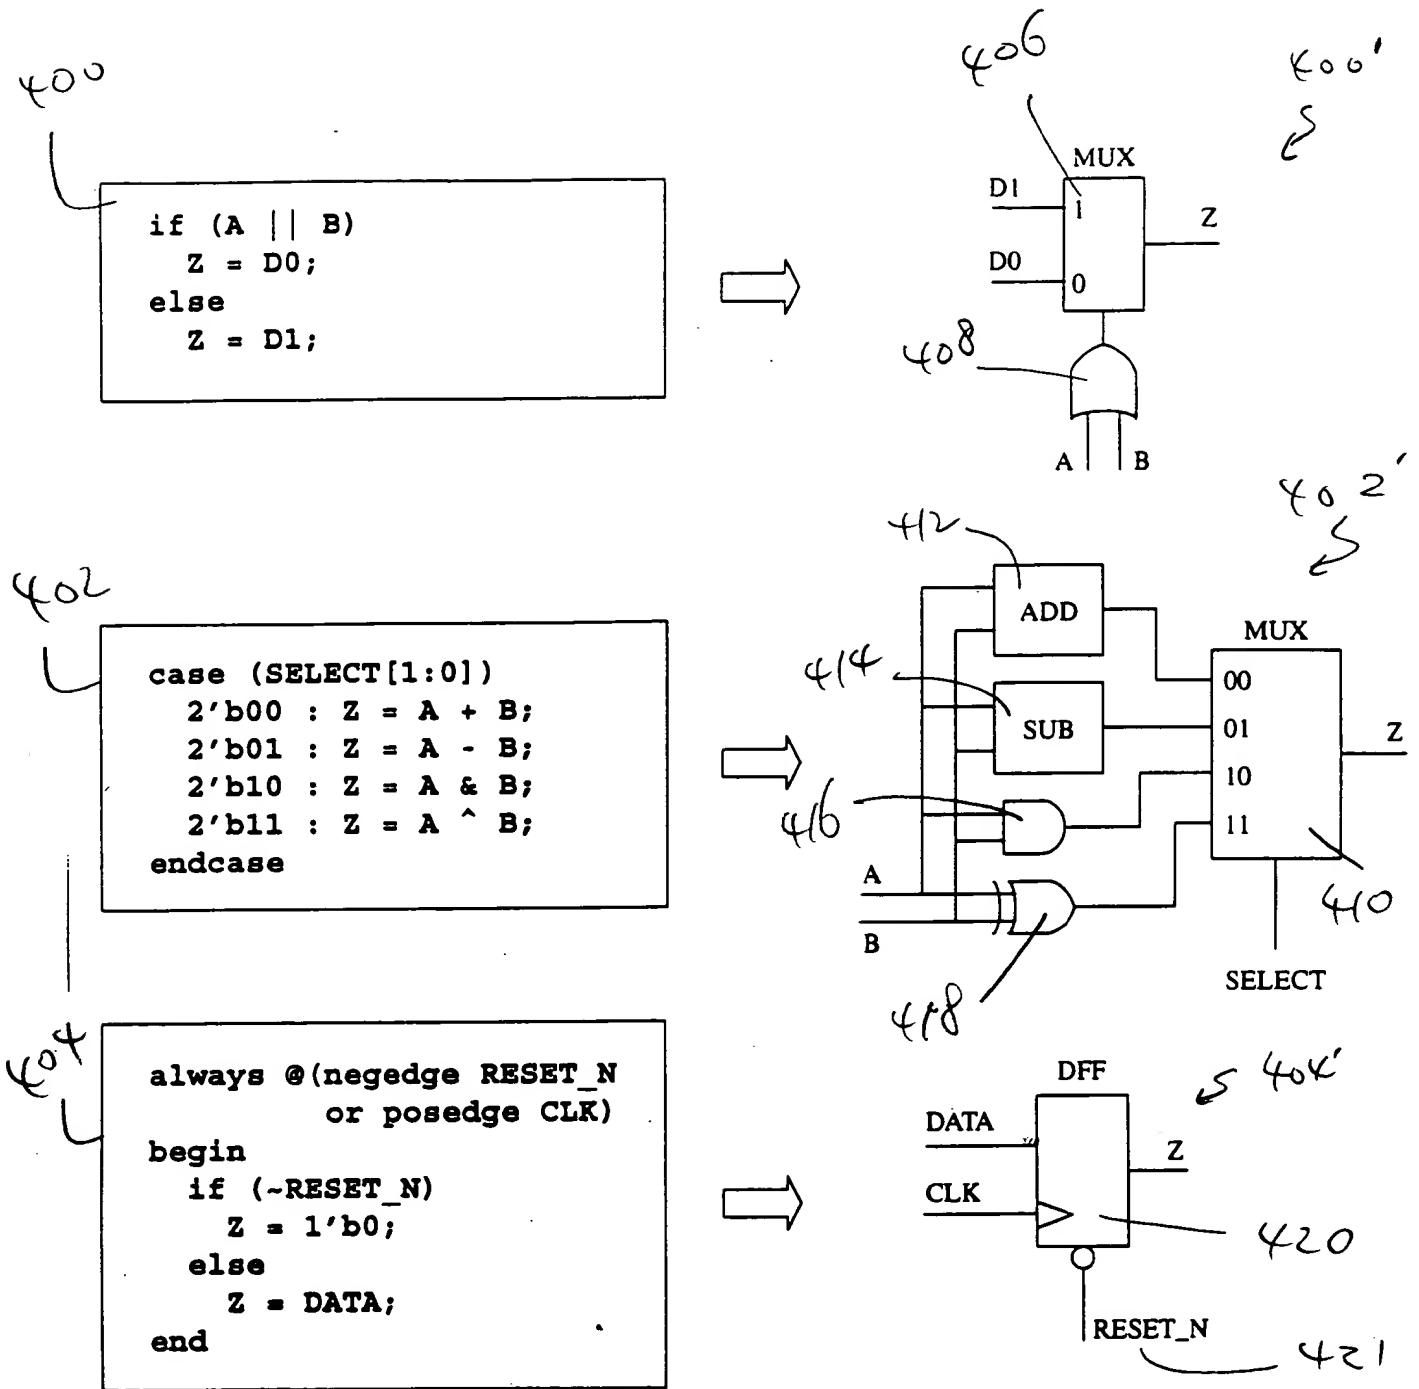 400
if (A || B)
Z = D0;
else
Z = D1;
406
400'
MUX
D1
1
Z
D0
0
408
A
B
402
case (SELECT[1:0])
2'b00 : Z = A + B;
2'b01 : Z = A - B;
2'b10 : Z = A & B;
2'b11 : Z = A ^ B;
endcase
402'
412
ADD
MUX
414
00
SUB
01
Z
10
416
11
A
410
B
SELECT
418
404
always @(negedge RESET_N
or posedge CLK)
begin
if (~RESET_N)
Z = 1'b0;
else
Z = DATA;
end
DFF
404'
DATA
Z
CLK
420
RESET_N
421